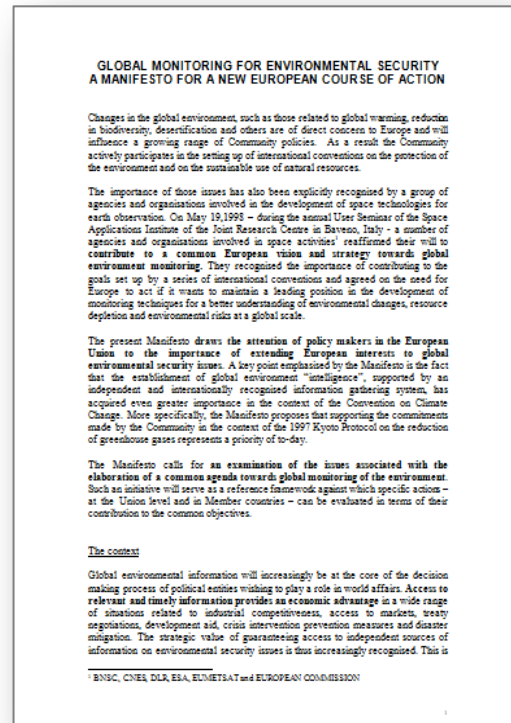 GLOBAL MONITORING FOR ENVIRONMENTAL SECURITY
A MANIFESTO FOR A NEW EUROPEAN COURSE OF ACTION
Changes in the global environment, such as those related to global warming, reduction
in biodiversity, desertification and others are of direct concern to Europe and will
influence a growing range of Community policies. As a result the Community
actively participates in the setting up of international conventions on the protection of
the environment and on the sustainable use of natural resources.
The importance of those issues has also been explicitly recognised by a group of
agencies and organisations involved in the development of space technologies for
earth observation. On May 19,1998 – during the annual User Seminar of the Space
Applications Institute of the Joint Research Centre in Baveno, Italy - a number of
agencies and organisations involved in space activities¹ reaffirmed their will to
contribute to a common European vision and strategy towards global
environment monitoring. They recognised the importance of contributing to the
goals set up by a series of international conventions and agreed on the need for
Europe to act if it wants to maintain a leading position in the development of
monitoring techniques for a better understanding of environmental changes, resource
depletion and environmental risks at a global scale.
The present Manifesto draws the attention of policy makers in the European
Union to the importance of extending European interests to global
environmental security issues. A key point emphasised by the Manifesto is the fact
that the establishment of global environment "intelligence", supported by an
independent and internationally recognised information gathering system, has
acquired even greater importance in the context of the Convention on Climate
Change. More specifically, the Manifesto proposes that supporting the commitments
made by the Community in the context of the 1997 Kyoto Protocol on the reduction
of greenhouse gases represents a priority of to-day.
The Manifesto calls for an examination of the issues associated with the
elaboration of a common agenda towards global monitoring of the environment.
Such an initiative will serve as a reference framework against which specific actions –
at the Union level and in Member countries – can be evaluated in terms of their
contribution to the common objectives.
The context
Global environmental information will increasingly be at the core of the decision
making process of political entities wishing to play a role in world affairs. Access to
relevant and timely information provides an economic advantage in a wide range
of situations related to industrial competitiveness, access to markets, treaty
negotiations, development aid, crisis intervention prevention measures and disaster
mitigation. The strategic value of guaranteeing access to independent sources of
information on environmental security issues is thus increasingly recognised. This is
¹ BNSC, CNES, DLR, ESA, EUMETSAT and EUROPEAN COMMISSION
1